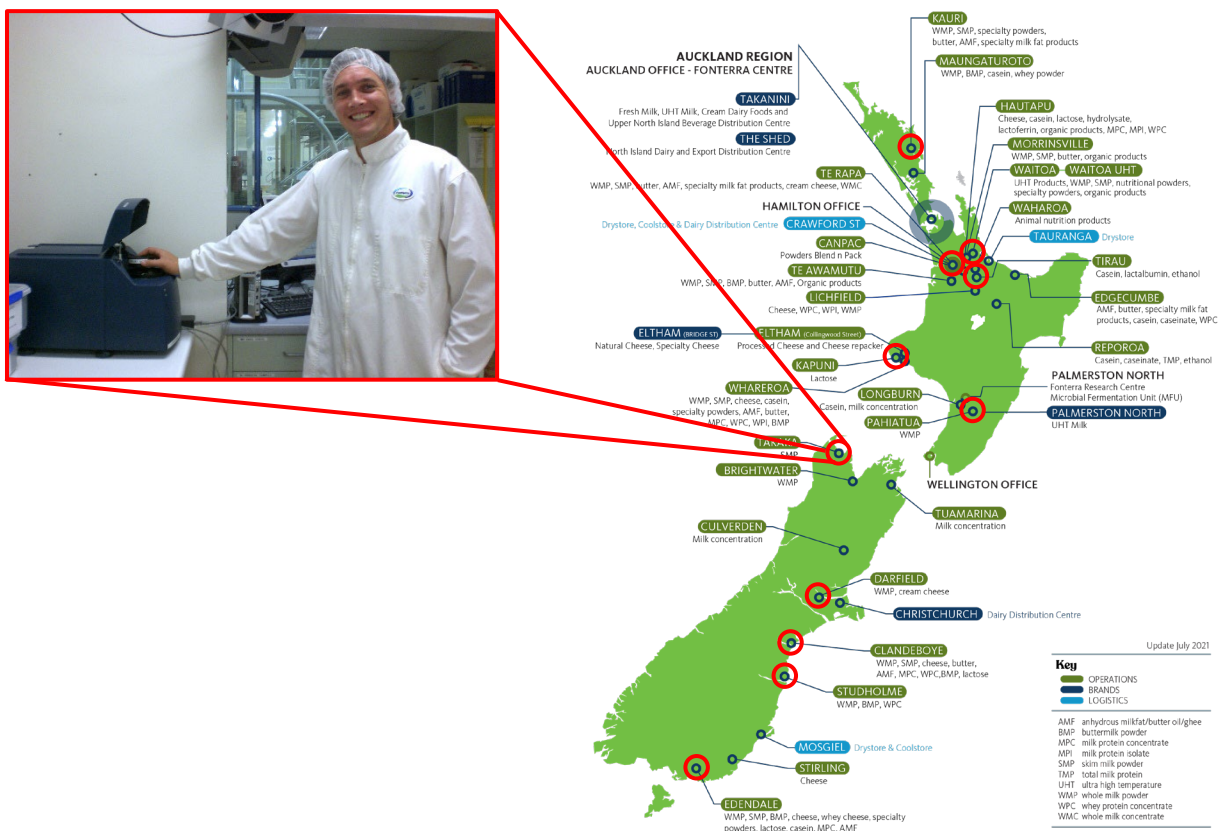 KAURI
WMP, SMP, specialty powders,
butter, AMF, specialty milk fat products
AUCKLAND REGION
AUCKLAND OFFICE - FONTERRA CENTRE
MAUNGATUROTO
WMP, BMP, casein, whey powder
TAKANINI
Fresh Milk, UHT Milk, Cream Dairy Foods and
Upper North Island Beverage Distribution Centre
HAUTAPU
Cheese, casein, lactose, hydrolysate,
lactoferrin, organic products, MPC, MPI, WPC
THE SHED
North Island Dairy and Export Distribution Centre
MORRINSVILLE
WMP, SMP, butter, organic products
TE RAPA
WMP, SMP, butter, AMF, specialty milk fat products, cream cheese, WMC
WAITOA WAITOA UHT
UHT Products, WMP, SMP, nutritional powders,
specialty powders, organic products
HAMILTON OFFICE
WAHAROA
Animal nutrition products
Drystore, Coolstore & Dairy Distribution Centre CRAWFORD ST
TAURANGA Drystore
CANPAC
Powders Blend n Pack
TIRAU
Casein, lactalbumin, ethanol
TE AWAMUTU
WMP, SMP, BMP, butter, AMF, Organic products
LICHFIELD
Cheese, WPC, WPI, WMP
EDGECUMBE
AMF, butter, specialty milk fat
products, casein, caseinate, WPC
ELTHAM (BRIDGE ST)
Natural Cheese, Specialty Cheese
ELTHAM (Collingwood Street)
Processed Cheese and Cheese repacker
REPOROA
Casein, caseinate, TMP, ethanol
KAPUNI
Lactose
PALMERSTON NORTH
Fonterra Research Centre
Microbial Fermentation Unit (MFU)
WHAREROA
WMP, SMP, cheese, casein,
specialty powders, AMF, butter,
MPC, WPC, WPI, BMP
LONGBURN
Casein, milk concentration
PALMERSTON NORTH
UHT Milk
PAHIATUA
WMP
TAKAKA
SMP
BRIGHTWATER
WMP
WELLINGTON OFFICE
TUAMARINA
Milk concentration
CULVERDEN
Milk concentration
DARFIELD
WMP, cream cheese
CHRISTCHURCH Dairy Distribution Centre
CLANDEBOYE
WMP, SMP, cheese, butter,
AMF, MPC, WPC,BMP, lactose
STUDHOLME
WMP, BMP, WPC
MOSGIEL Drystore & Coolstore
STIRLING
Cheese
EDENDALE
WMP, SMP, BMP, cheese, whey cheese, specialty
powders, lactose, casein, MPC, AMF
Update July 2021
Key
OPERATIONS
BRANDS
LOGISTICS
AMF anhydrous milkfat/butter oil/ghee
BMP buttermilk powder
MPC milk protein concentrate
MPI milk protein isolate
SMP skim milk powder
TMP total milk protein
UHT ultra high temperature
WMP whole milk powder
WPC whey protein concentrate
WMC whole milk concentrate